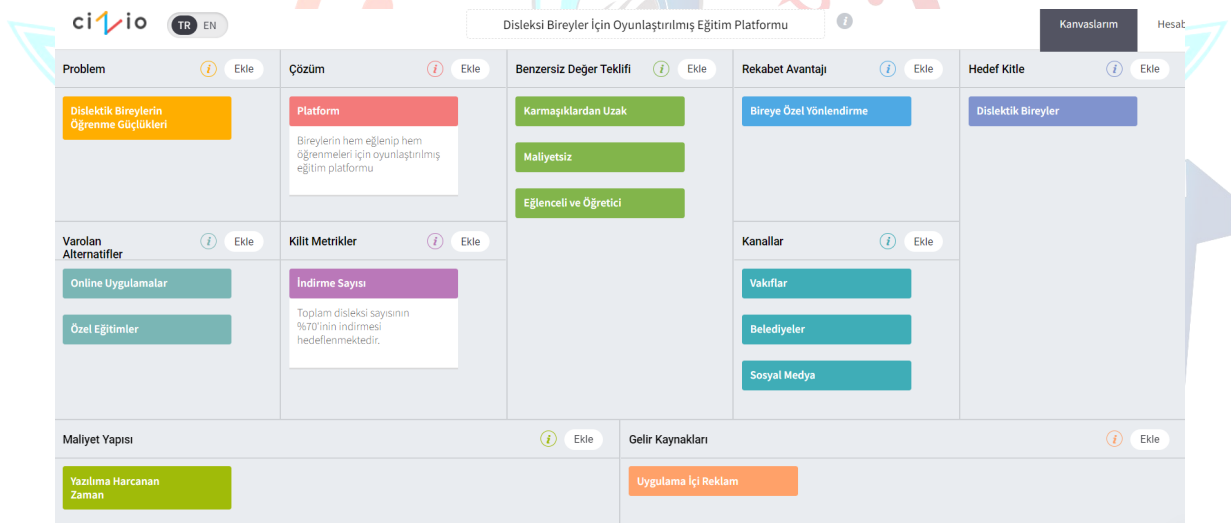 cizio
TR EN
Disleksi Bireyler İçin Oyunlaştırılmış Eğitim Platformu
i
Kanvaslarım
Hesab
Problem
i
Ekle
Çözüm
i
Ekle
Benzersiz Değer Teklifi
i
Ekle
Rekabet Avantajı
i
Ekle
Hedef Kitle
i
Ekle
Dislektik Bireylerin
Öğrenme Güçlükleri
Platform
Bireylerin hem eğlenip hem
öğrenmeleri için oyunlaştırılmış
eğitim platformu
Karmaşıklardan Uzak
Maliyetsiz
Eğlenceli ve Öğretici
Bireye Özel Yönlendirme
Dislektik Bireyler
Varolan
Alternatifler
i
Ekle
Kilit Metrikler
i
Ekle
Kanallar
i
Ekle
Online Uygulamalar
Özel Eğitimler
İndirme Sayısı
Toplam disleksi sayısının
%70'inin indirmesi
hedeflenmektedir.
Vakıflar
Belediyeler
Sosyal Medya
Maliyet Yapısı
i
Ekle
Gelir Kaynakları
i
Ekle
Yazılıma Harcanan
Zaman
Uygulama İçi Reklam